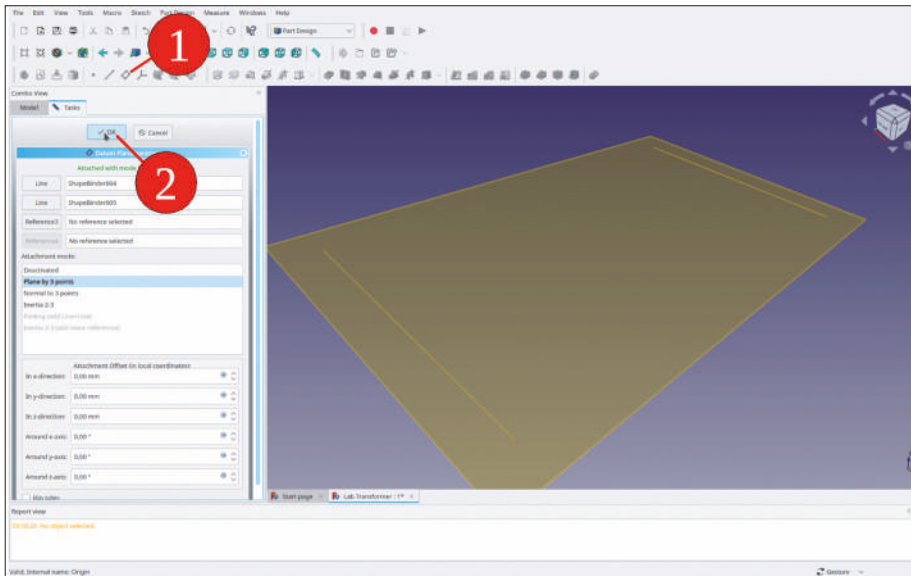 File Edit View Tools Macro Sketch Part Design Measure Windows Help
Part Design
1
Combo View
Model Tasks
OK Cancel
2
Datum Plane
Attached with mode
Line ShapeBinder004
Line ShapeBinder005
Reference3 No reference selected
No reference selected
Attachment mode:
Deactivated
Plane by 3 points
Normal to 3 points
Inertia 2-3
Attachment Offset (in local coordinates):
In x-direction: 0,00 mm
In y-direction: 0,00 mm
In z-direction: 0,00 mm
Around x-axis: 0,00 °
Around y-axis: 0,00 °
Around z-axis: 0,00 °
Flip sides
Start page Lab Transformer : 1*
Report view
No object selected.
Valid, Internal name: Origin
Gesture